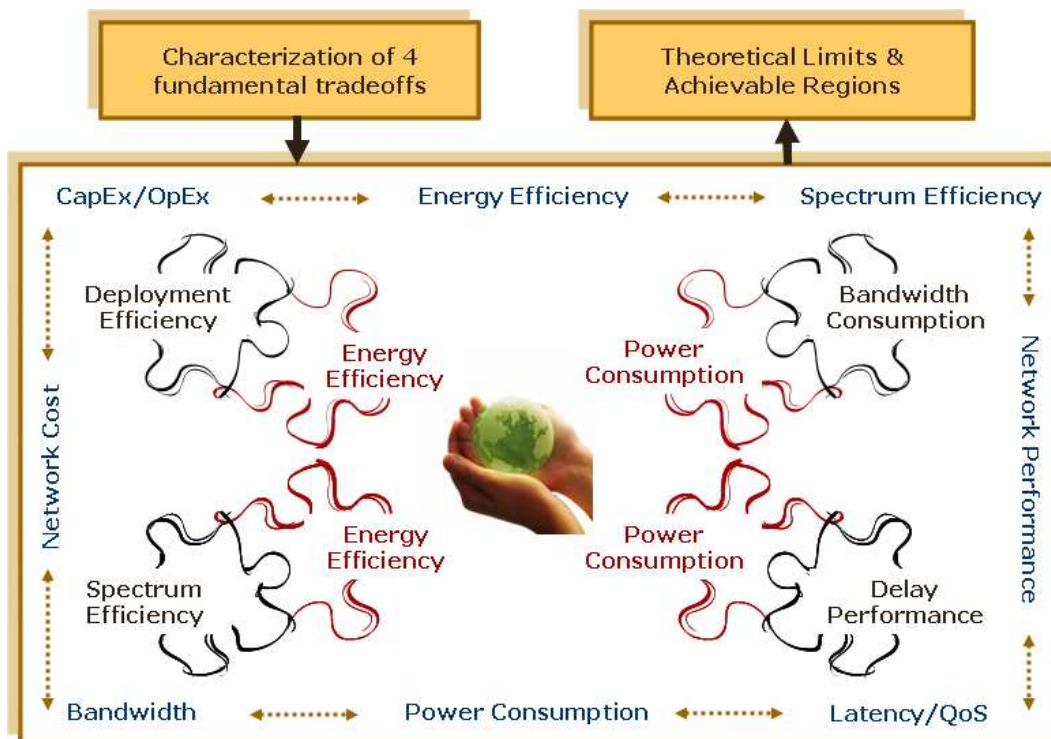 Characterization of 4
fundamental tradeoffs
Theoretical Limits &
Achievable Regions
CapEx/OpEx
Energy Efficiency
Spectrum Efficiency
Deployment
Efficiency
Energy
Efficiency
Power
Consumption
Bandwidth
Consumption
Network Cost
Network Performance
Spectrum
Efficiency
Energy
Efficiency
Power
Consumption
Delay
Performance
Bandwidth
Power Consumption
Latency/QoS